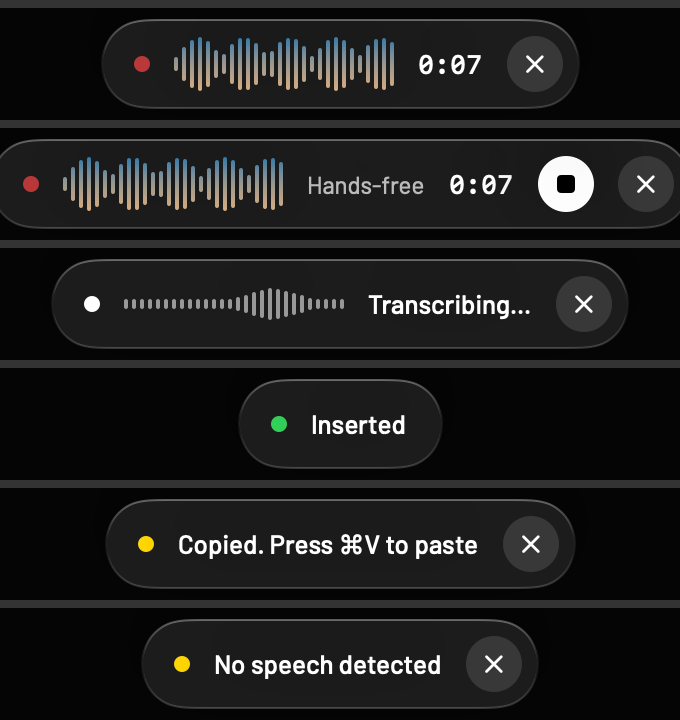 0:07
Hands-free 0:07
Transcribing...
Inserted
Copied. Press ⌘V to paste
No speech detected